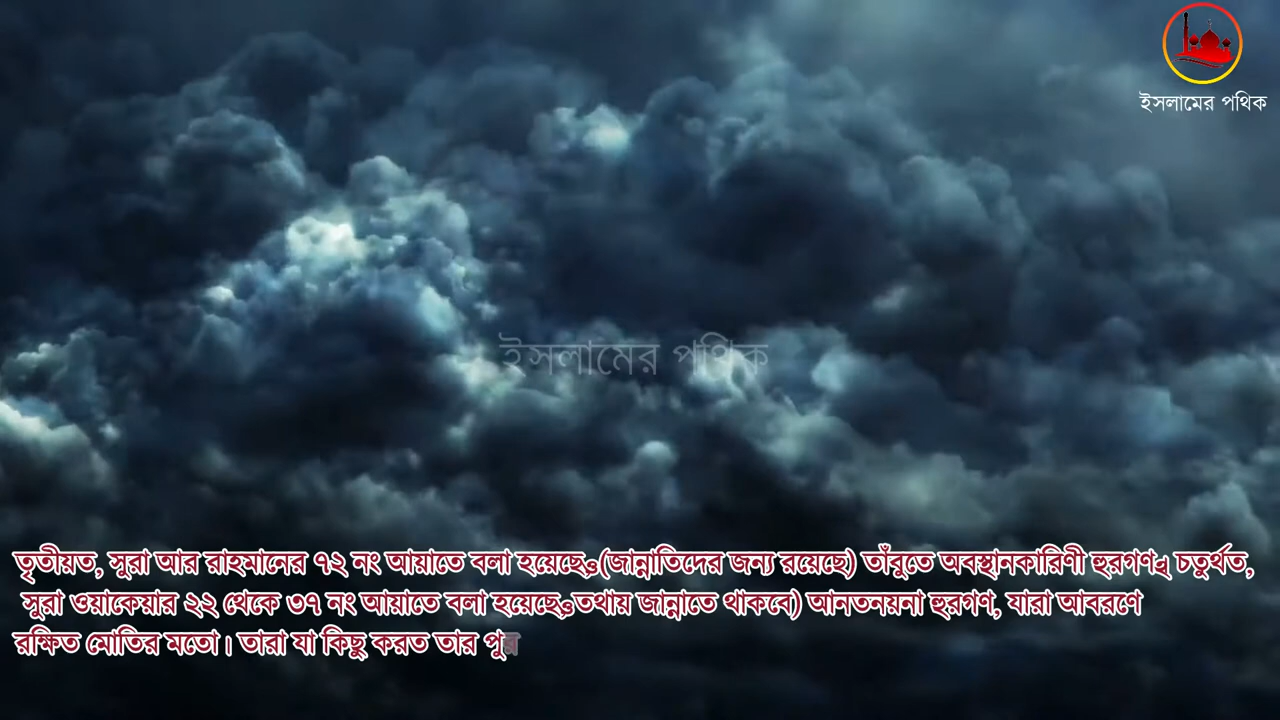 ইসলামের পথিক
ইসলামের পথিক
তৃতীয়ত, সুরা আর রাহমানের ৭২ নং আয়াতে বলা হয়েছেঃ(জান্নাতিদের জন্য রয়েছে) তাঁবুতে অবস্থানকারিণী হুরগণ। চতুর্থত,
সুরা ওয়াকেয়ার ২২ থেকে ৩৭ নং আয়াতে বলা হয়েছেঃতথায় জান্নাতে থাকবে) আনতনয়না হুরগণ, যারা আবরণে
রক্ষিত মোতির মতো। তারা যা কিছু করত তার পুর